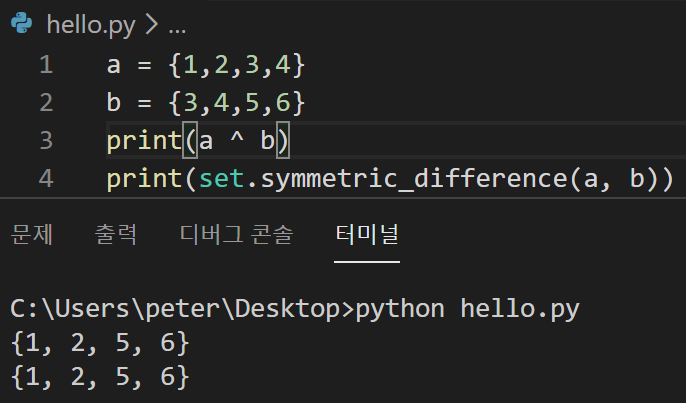 hello.py > ...
1 a = {1,2,3,4}
2 b = {3,4,5,6}
3 print(a ^ b)
4 print(set.symmetric_difference(a, b))
문제 출력 디버그 콘솔 터미널
C:\Users\peter\Desktop>python hello.py
{1, 2, 5, 6}
{1, 2, 5, 6}